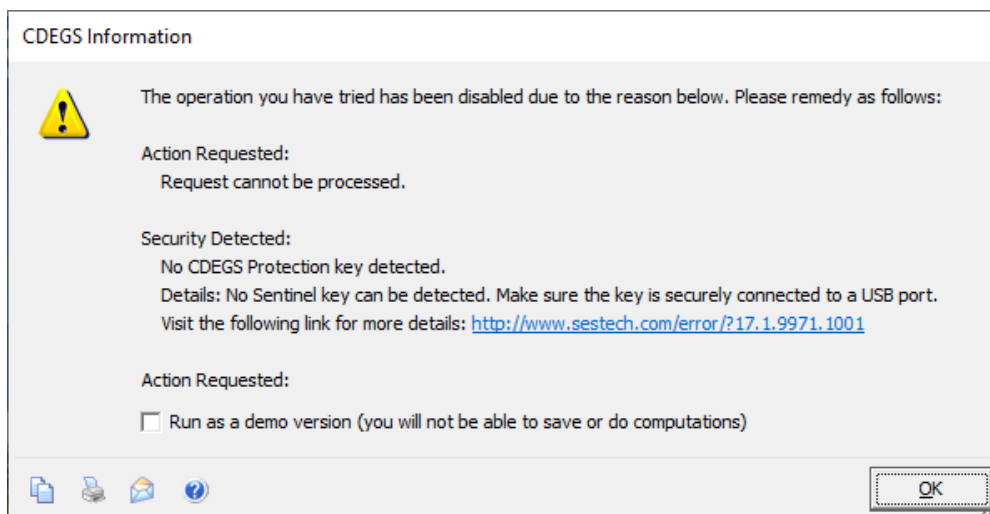 CDEGS Information
The operation you have tried has been disabled due to the reason below. Please remedy as follows:
Action Requested:
Request cannot be processed.
Security Detected:
No CDEGS Protection key detected.
Details: No Sentinel key can be detected. Make sure the key is securely connected to a USB port.
Visit the following link for more details: http://www.sestech.com/error/?17.1.9971.1001
Action Requested:
Run as a demo version (you will not be able to save or do computations)
OK